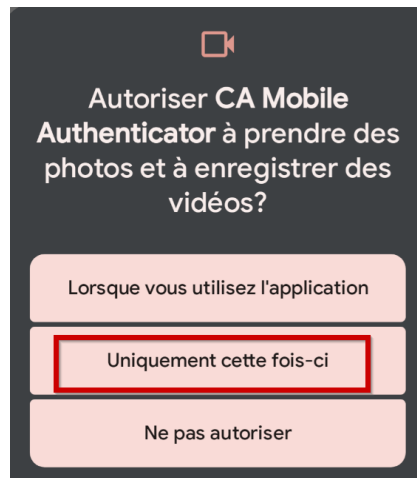 Autoriser CA Mobile
Authenticator à prendre des
photos et à enregistrer des
vidéos?
Lorsque vous utilisez l'application
Uniquement cette fois-ci
Ne pas autoriser